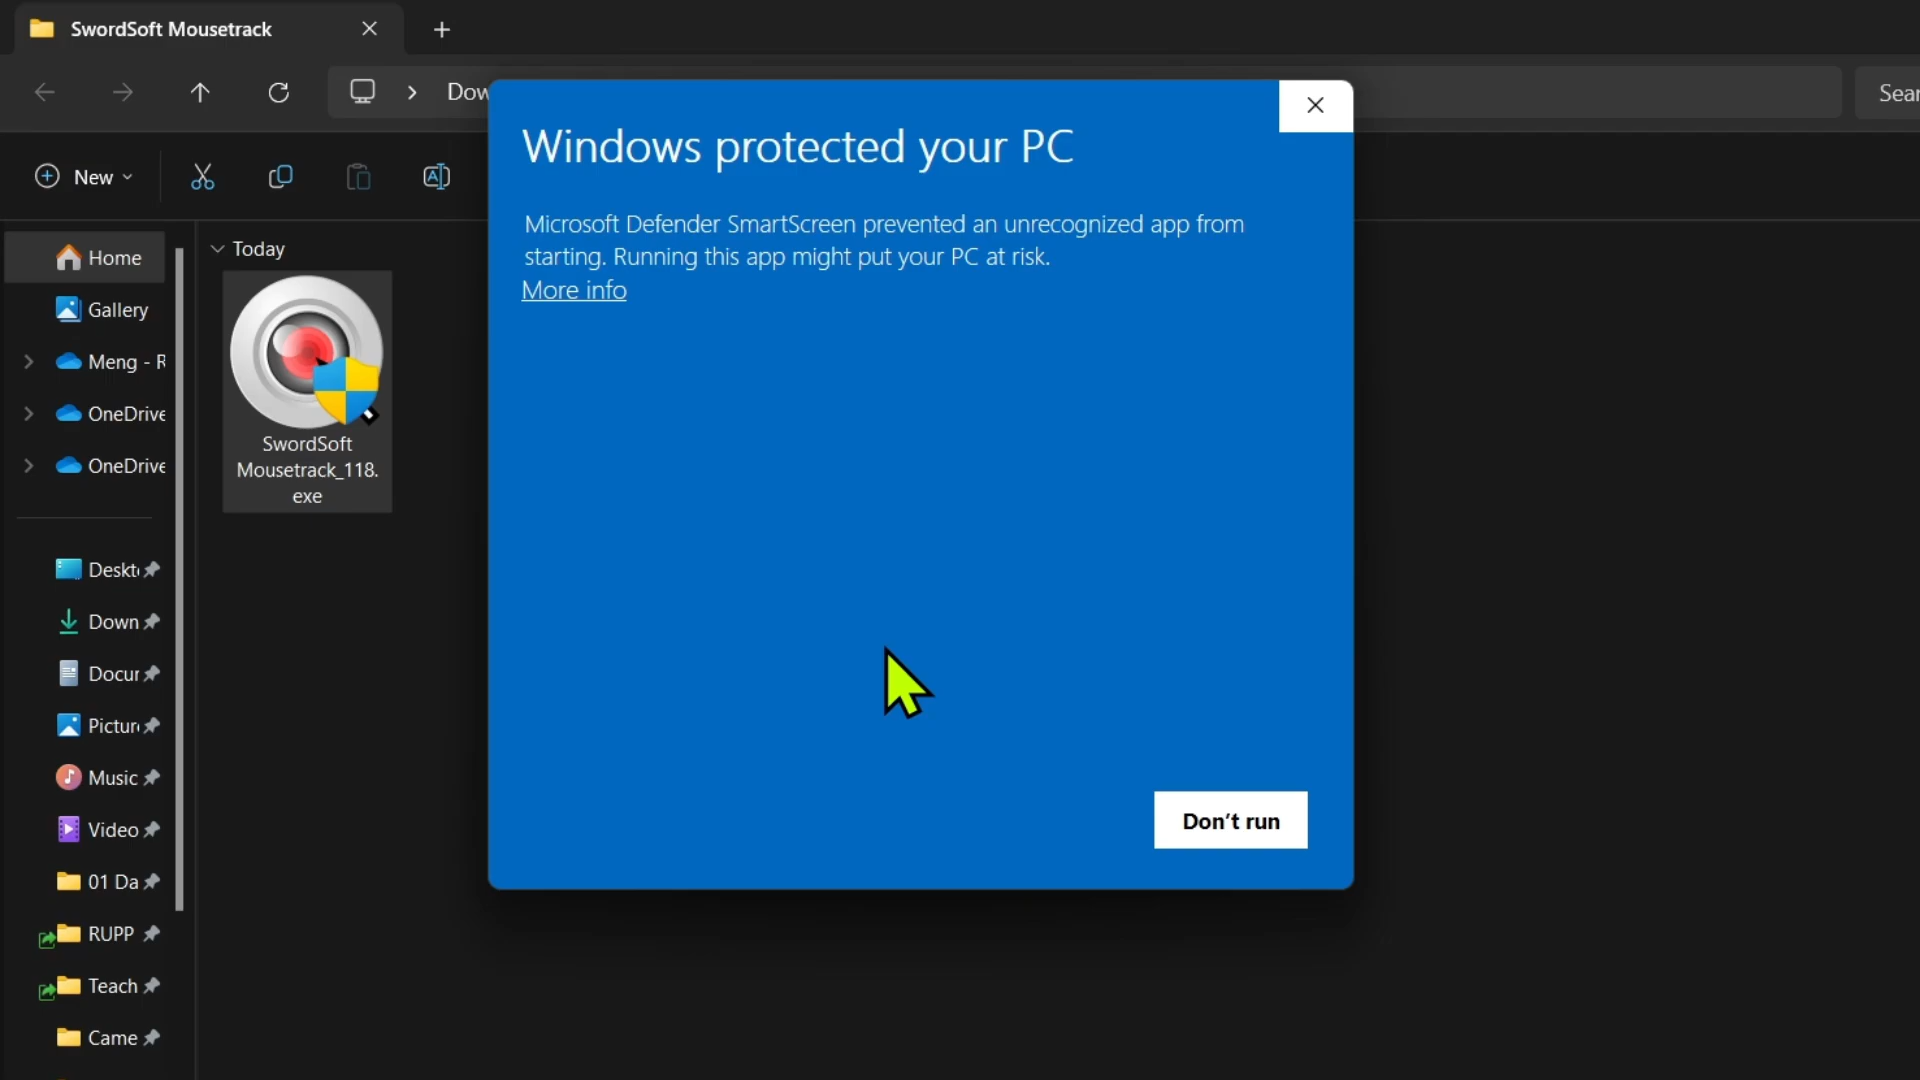 SwordSoft Mousetrack
Dow
Sear
New
Windows protected your PC
Microsoft Defender SmartScreen prevented an unrecognized app from
starting. Running this app might put your PC at risk.
More info
Don't run
Home
Gallery
Meng - R
OneDrive
OneDrive
Deskt
Down
Docur
Pictur
Music
Video
01 Da
RUPP
Teach
Came
Today
SwordSoft
Mousetrack_118.
exe